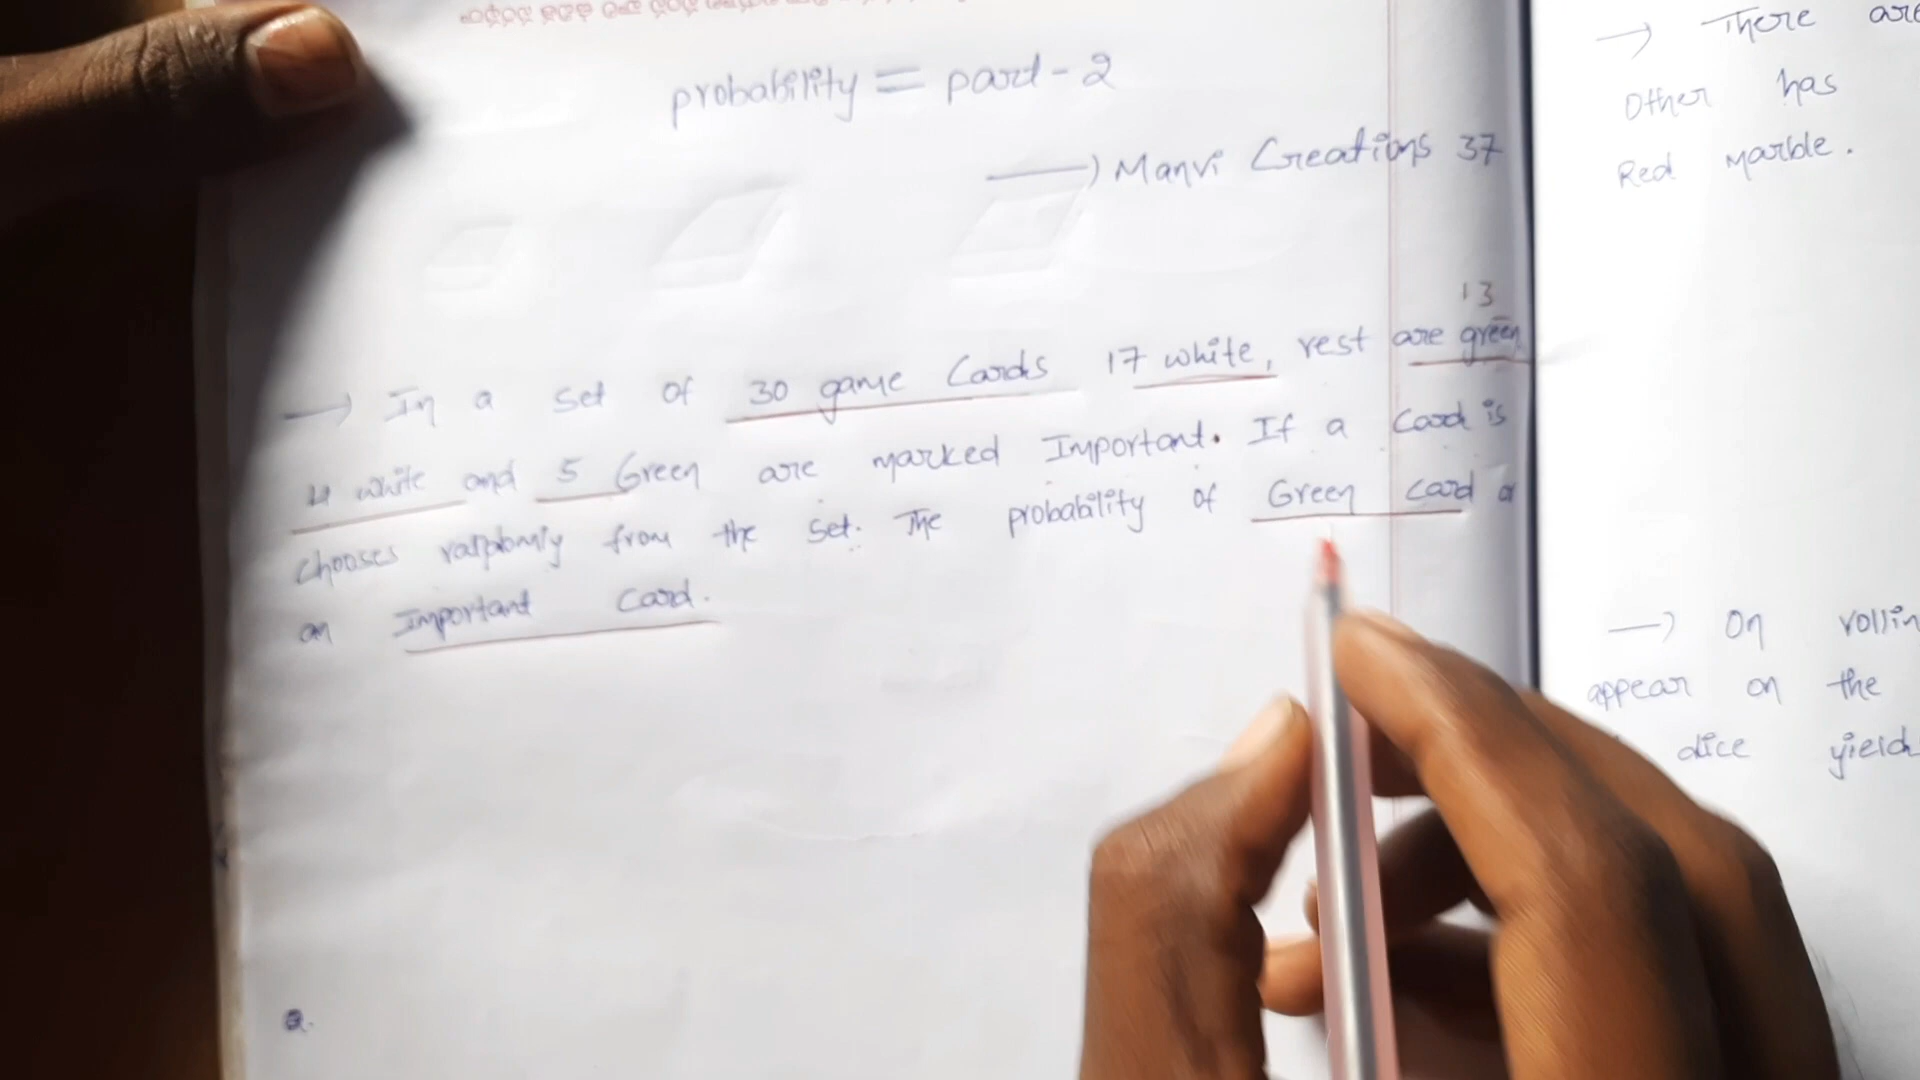 probability = part-2
—) Manvi Creations 37
13
—) In a set of 30 game Cards 17 white, rest are green
4 white and 5 Green are marked Important. If a Card is
chooses randomly from the set. The probability of Green card or
an Important Card.
2.
—) There are
Other has
Red marble.
—) On rollin
appear on the
dice yield